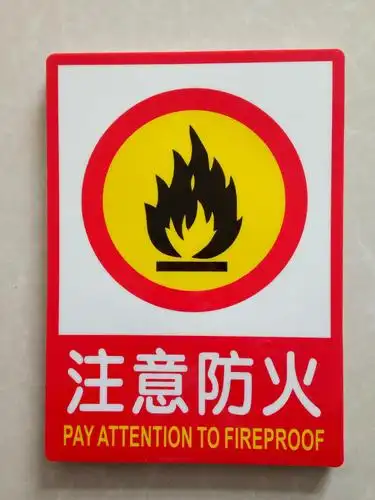 注意防火
PAY ATTENTION TO FIREPROOF